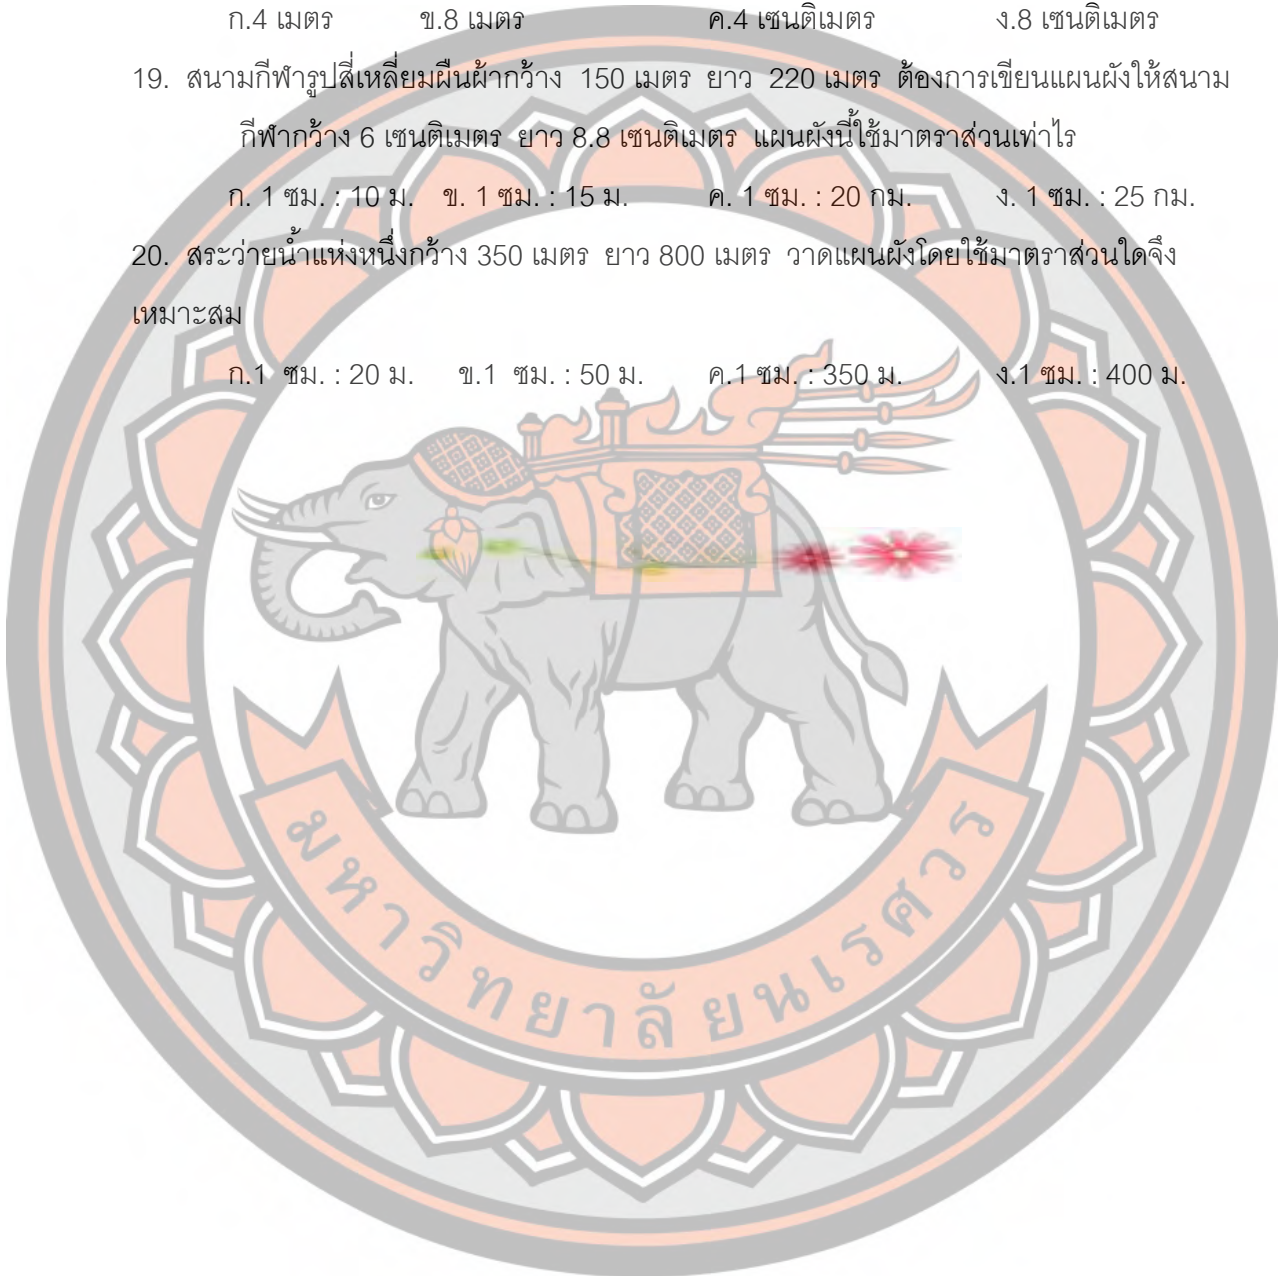 ก.4 เมตร ข.8 เมตร ค.4 เซนติเมตร ง.8 เซนติเมตร
19. สนามกีฬารูปสี่เหลี่ยมผืนผ้ากว้าง 150 เมตร ยาว 220 เมตร ต้องการเขียนแผนผังให้สนาม
กีฬากว้าง 6 เซนติเมตร ยาว 8.8 เซนติเมตร แผนผังนี้ใช้มาตราส่วนเท่าไร
ก. 1 ซม. : 10 ม. ข. 1 ซม. : 15 ม. ค. 1 ซม. : 20 กม. ง. 1 ซม. : 25 กม.
20. สระว่ายน้ำแห่งหนึ่งกว้าง 350 เมตร ยาว 800 เมตร วาดแผนผังโดยใช้มาตราส่วนใดจึง
เหมาะสม
ก.1 ซม. : 20 ม. ข.1 ซม. : 50 ม. ค.1 ซม. : 350 ม. ง.1 ซม. : 400 ม.
มหาวิทยาลัยนเรศวร